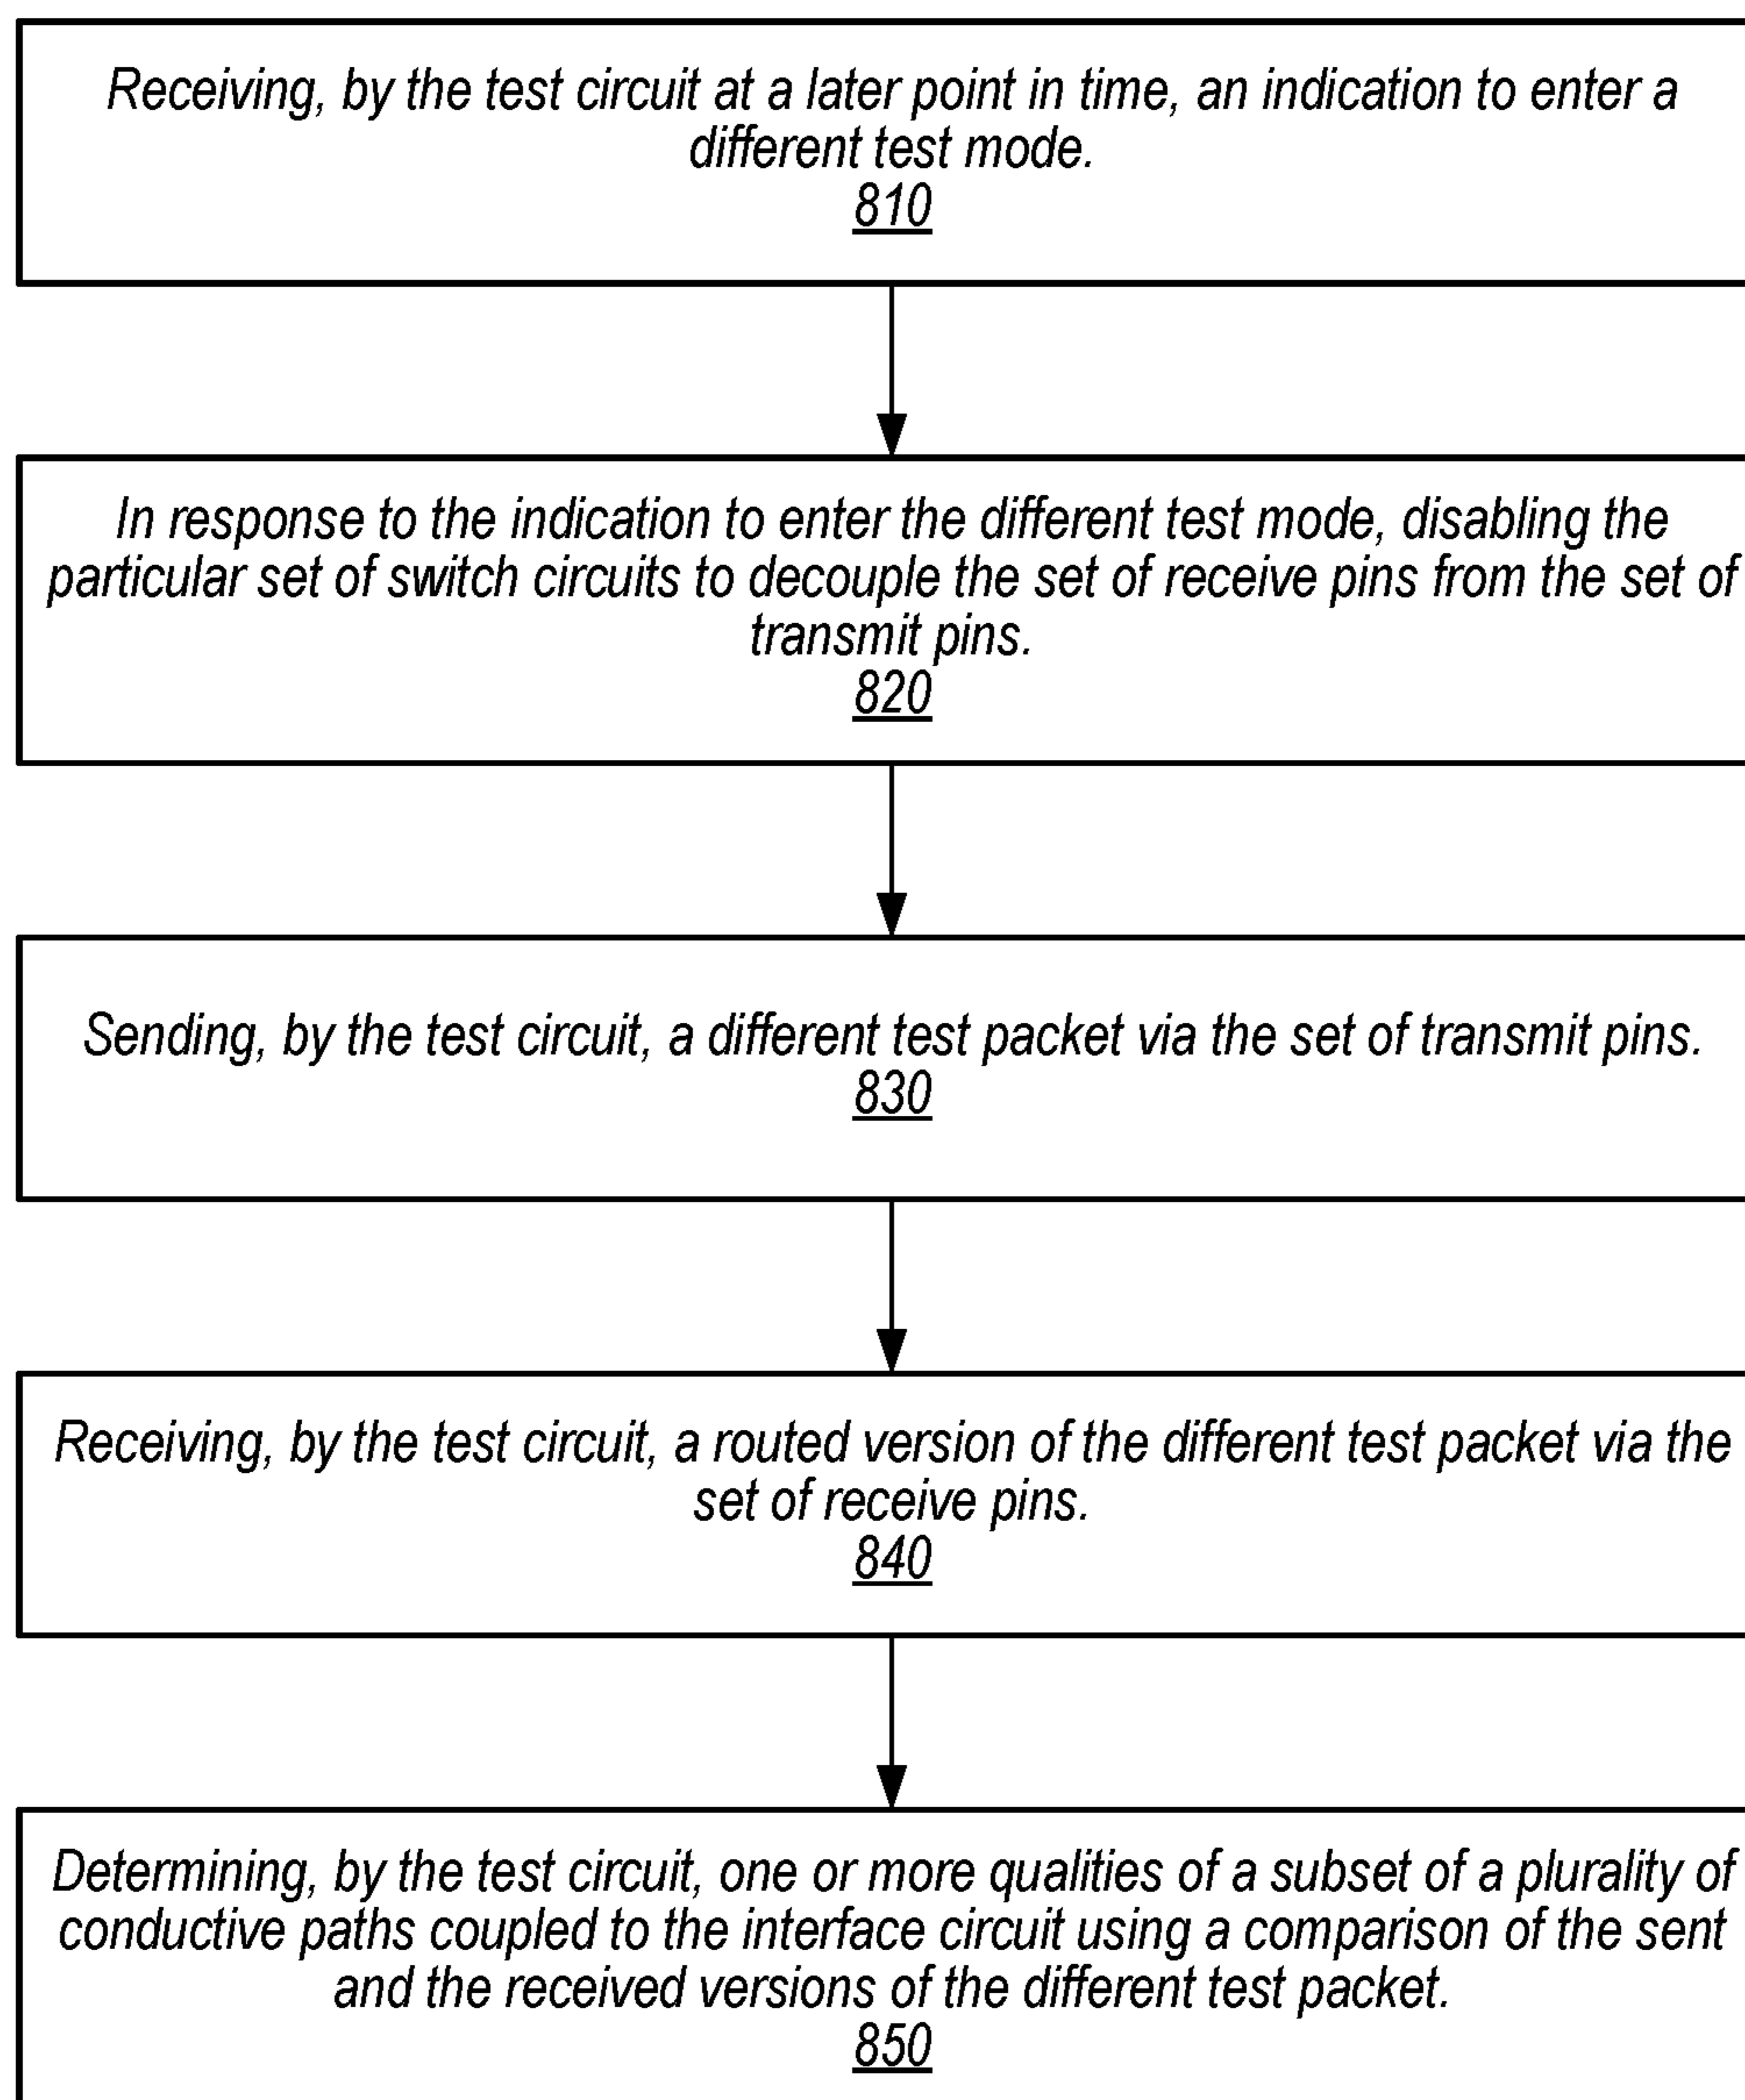 Receiving, by the test circuit at a later point in time, an indication to enter a
different test mode.
810
In response to the indication to enter the different test mode, disabling the
particular set of switch circuits to decouple the set of receive pins from the set of
transmit pins.
820
Sending, by the test circuit, a different test packet via the set of transmit pins.
830
Receiving, by the test circuit, a routed version of the different test packet via the
set of receive pins.
840
Determining, by the test circuit, one or more qualities of a subset of a plurality of
conductive paths coupled to the interface circuit using a comparison of the sent
and the received versions of the different test packet.
850